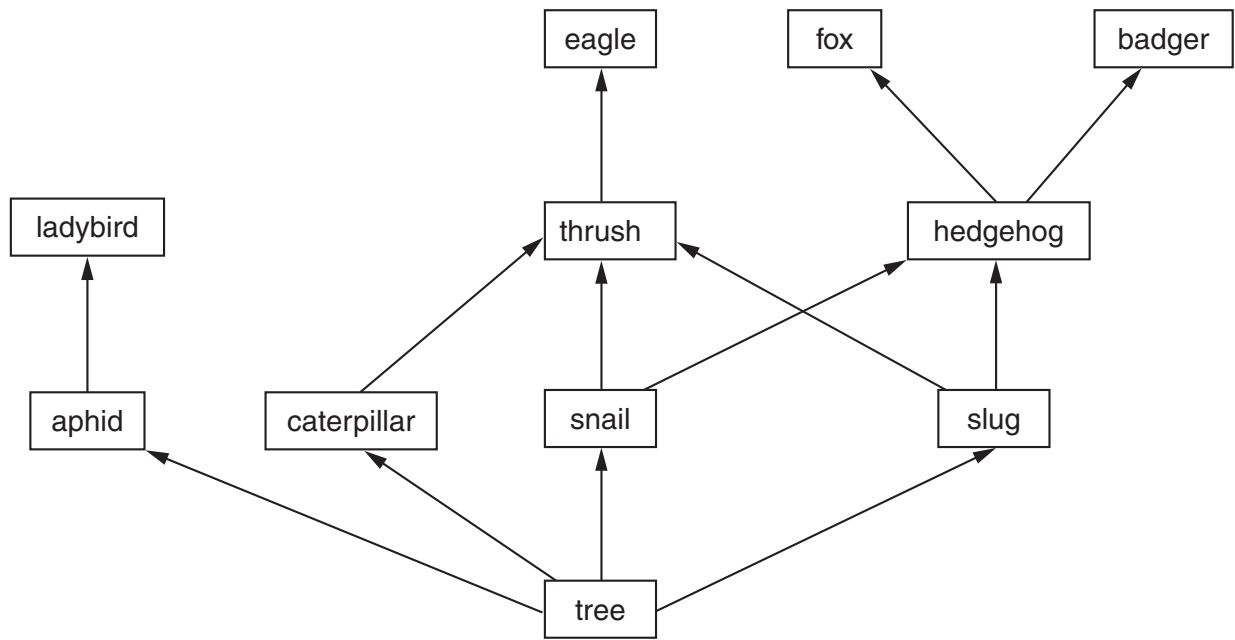 eagle
fox
badger
ladybird
thrush
hedgehog
aphid
caterpillar
snail
slug
tree